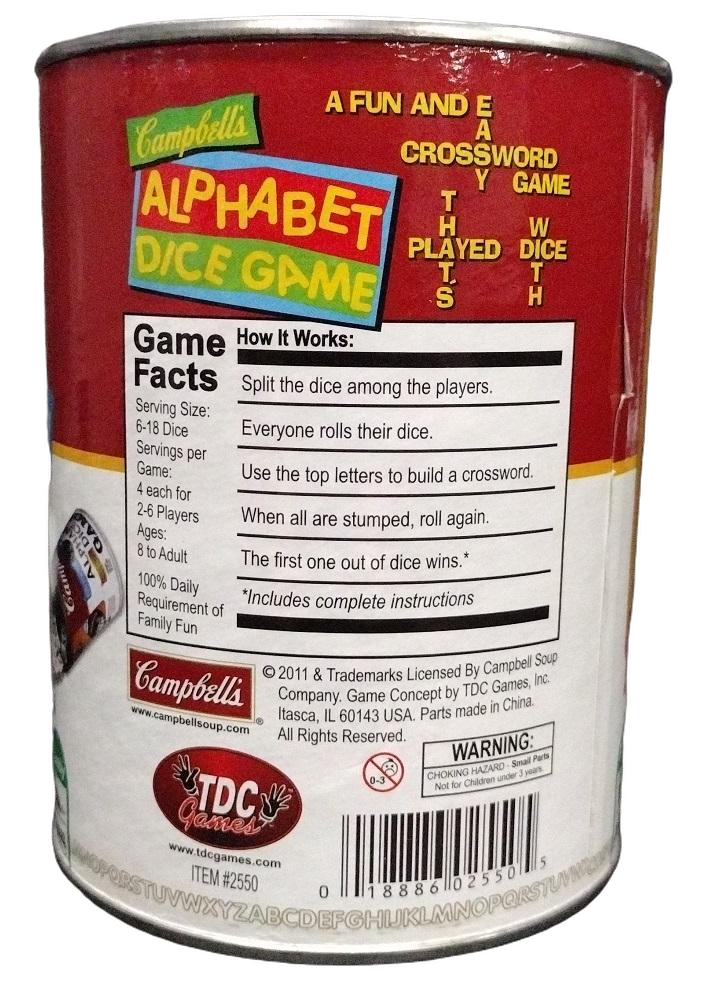 Campbell's
ALPHABET
DICE GAME
A FUN AND EASY
CROSSWORD
GAME
THAT'S
PLAYED
WITH
DICE
Game
Facts
Serving Size:
6-18 Dice
Servings per
Game:
4 each for
2-6 Players
Ages:
8 to Adult
100% Daily
Requirement of
Family Fun
How It Works:
Split the dice among the players.
Everyone rolls their dice.
Use the top letters to build a crossword.
When all are stumped, roll again.
The first one out of dice wins.*
*Includes complete instructions
Campbell's®
www.campbellsoup.com
© 2011 & Trademarks Licensed By Campbell Soup
Company. Game Concept by TDC Games, Inc.
Itasca, IL 60143 USA. Parts made in China.
All Rights Reserved.
0-3
WARNING:
CHOKING HAZARD - Small Parts
Not for Children under 3 years.
TDC
Games
www.tdcgames.com
ITEM #2550
0 18886 02550 5
NOPQRSTUVWXYZABCDEFGHIJKLMNOPQRSTUVW